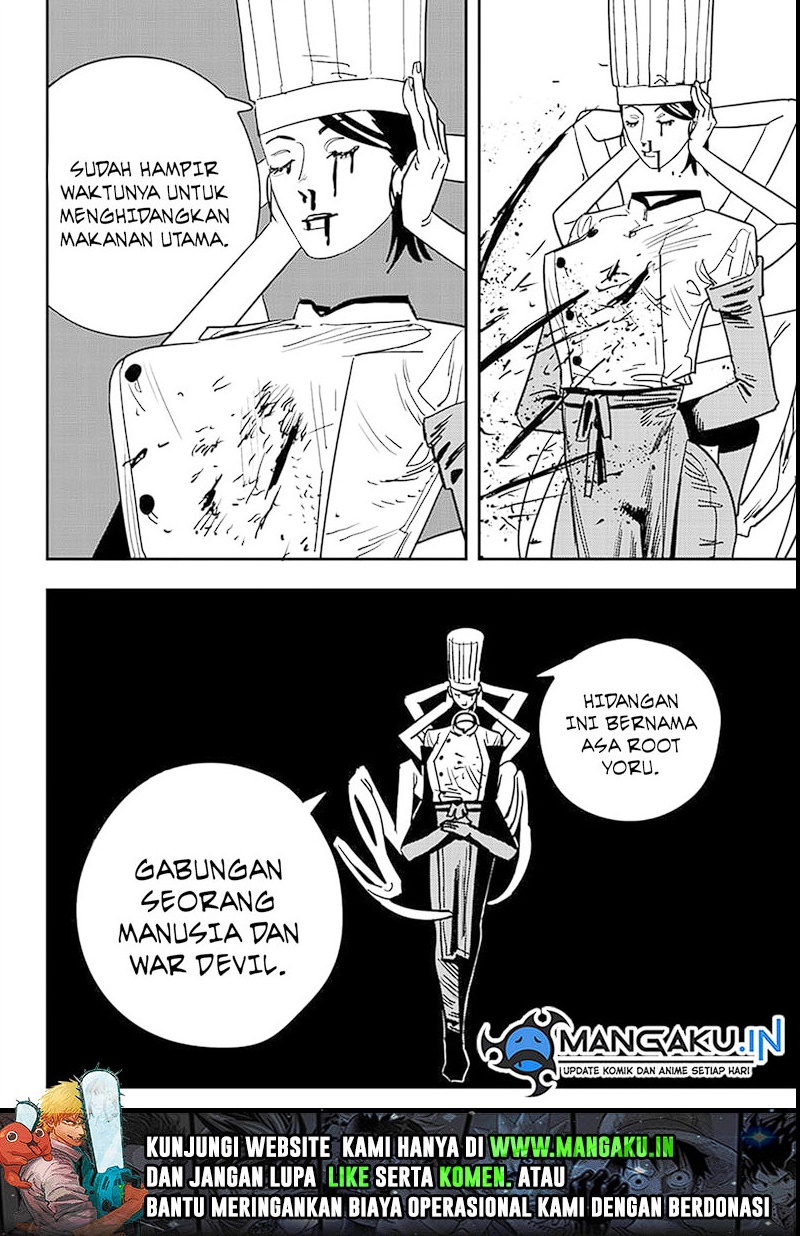 SUDAH HAMPIR
WAKTUNYA UNTUK
MENGHIDANGKAN
MAKANAN UTAMA.
HIDANGAN
INI BERNAMA
ASA ROOT
YORU.
GABUNGAN
SEORANG
MANUSIA DAN
WAR DEVIL.
MANGAKU.IN
UPDATE KOMIK DAN ANIME SETIAP HARI
KUNJUNGI WEBSITE KAMI HANYA DI WWW.MANGAKU.IN
DAN JANGAN LUPA LIKE SERTA KOMEN. ATAU
BANTU MERINGANKAN BIAYA OPERASIONAL KAMI DENGAN BERDONASI